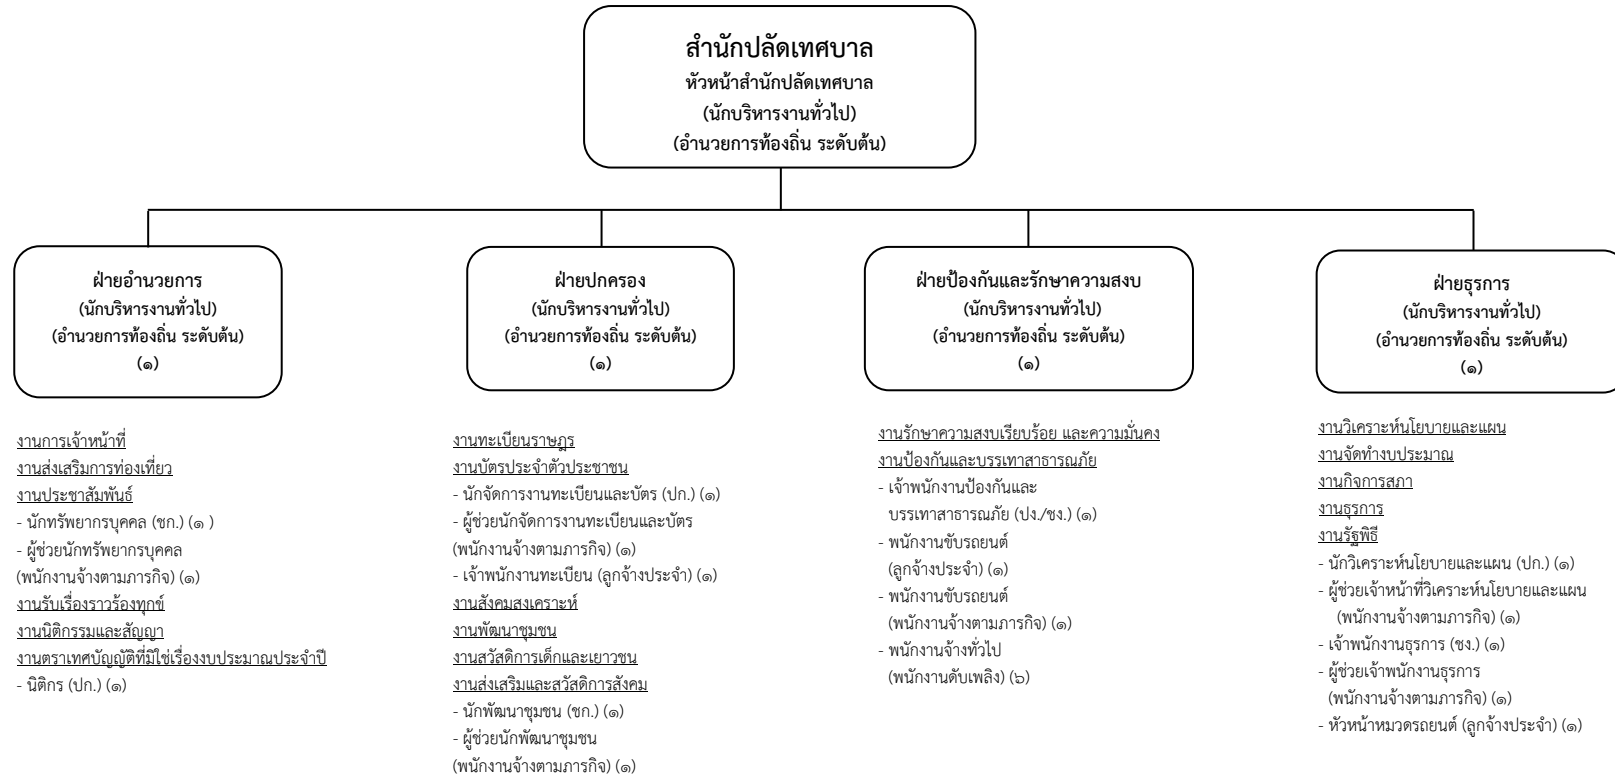 สำนักปลัดเทศบาล
หัวหน้าสำนักปลัดเทศบาล
(นักบริหารงานทั่วไป)
(อำนวยการท้องถิ่น ระดับต้น)
ฝ่ายอำนวยการ
(นักบริหารงานทั่วไป)
(อำนวยการท้องถิ่น ระดับต้น)
(๑)
ฝ่ายปกครอง
(นักบริหารงานทั่วไป)
(อำนวยการท้องถิ่น ระดับต้น)
(๑)
ฝ่ายป้องกันและรักษาความสงบ
(นักบริหารงานทั่วไป)
(อำนวยการท้องถิ่น ระดับต้น)
(๑)
ฝ่ายธุรการ
(นักบริหารงานทั่วไป)
(อำนวยการท้องถิ่น ระดับต้น)
(๑)
งานการเจ้าหน้าที่
งานส่งเสริมการท่องเที่ยว
งานประชาสัมพันธ์
- นักทรัพยากรบุคคล (ชก.) (๑ )
- ผู้ช่วยนักทรัพยากรบุคคล
(พนักงานจ้างตามภารกิจ) (๑)
งานรับเรื่องราวร้องทุกข์
งานนิติกรรมและสัญญา
งานตราเทศบัญญัติที่มิใช่เรื่องงบประมาณประจำปี
- นิติกร (ปก.) (๑)
งานทะเบียนราษฎร
งานบัตรประจำตัวประชาชน
- นักจัดการงานทะเบียนและบัตร (ปก.) (๑)
- ผู้ช่วยนักจัดการงานทะเบียนและบัตร
(พนักงานจ้างตามภารกิจ) (๑)
- เจ้าพนักงานทะเบียน (ลูกจ้างประจำ) (๑)
งานสังคมสงเคราะห์
งานพัฒนาชุมชน
งานสวัสดิการเด็กและเยาวชน
งานส่งเสริมและสวัสดิการสังคม
- นักพัฒนาชุมชน (ชก.) (๑)
- ผู้ช่วยนักพัฒนาชุมชน
(พนักงานจ้างตามภารกิจ) (๑)
งานรักษาความสงบเรียบร้อย และความมั่นคง
งานป้องกันและบรรเทาสาธารณภัย
- เจ้าพนักงานป้องกันและ
บรรเทาสาธารณภัย (ปง./ชง.) (๑)
- พนักงานขับรถยนต์
(ลูกจ้างประจำ) (๑)
- พนักงานขับรถยนต์
(พนักงานจ้างตามภารกิจ) (๑)
- พนักงานจ้างทั่วไป
(พนักงานดับเพลิง) (๖)
งานวิเคราะห์นโยบายและแผน
งานจัดทำงบประมาณ
งานกิจการสภา
งานธุรการ
งานรัฐพิธี
- นักวิเคราะห์นโยบายและแผน (ปก.) (๑)
- ผู้ช่วยเจ้าหน้าที่วิเคราะห์นโยบายและแผน
(พนักงานจ้างตามภารกิจ) (๑)
- เจ้าพนักงานธุรการ (ชง.) (๑)
- ผู้ช่วยเจ้าพนักงานธุรการ
(พนักงานจ้างตามภารกิจ) (๑)
- หัวหน้าหมวดรถยนต์ (ลูกจ้างประจำ) (๑)